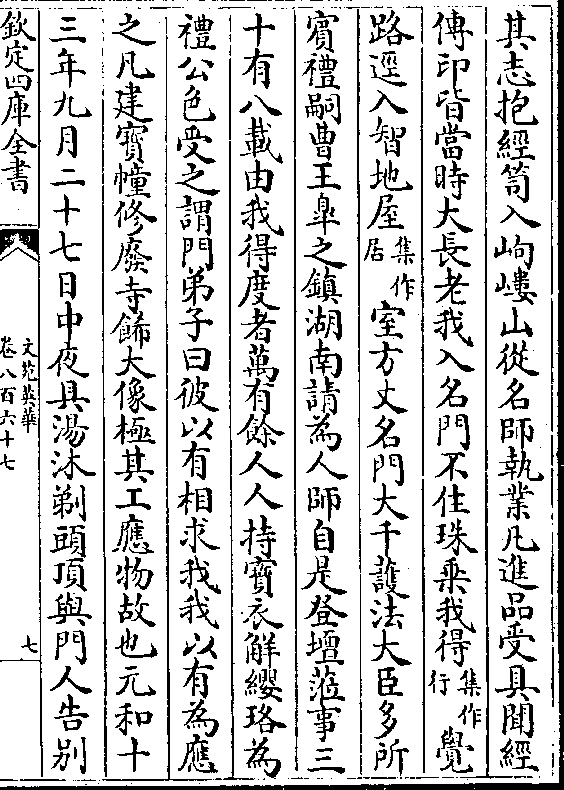 其志抱經笥入岣嶁山從名師執業凡進品受具聞經
傳印皆當時大長老我入名門不住珠乘我得集作行覺
路逕入智地屋集作居室方丈名門大千護法大臣多所
賓禮嗣曹王臯之鎮湖南請為人師自是登壇蒞事三
十有八載由我得度者萬有餘人人持寶衣解纓珞為
禮公色受之謂門弟子曰彼以有相求我我以有為應
之凡建寶幢修廢寺飾大像極其工應物故也元和十
三年九月二十七日中夜具湯沐剃頭頂與門人告别
欽定四庫全書
文苑英華
卷八百六十七
七